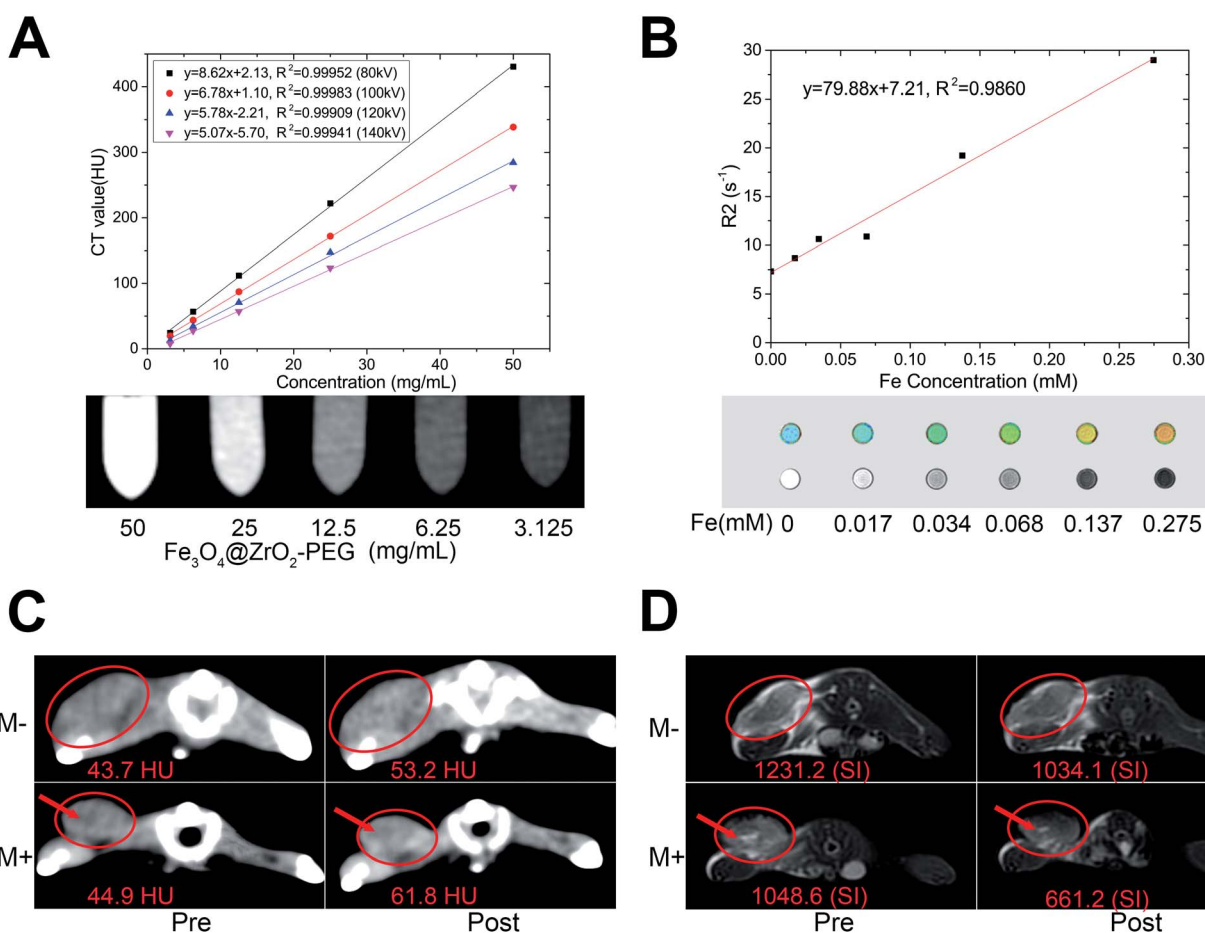 A
y=8.62x+2.13, R²=0.99952 (80kV)
y=6.78x+1.10, R²=0.99983 (100kV)
y=5.78x-2.21, R²=0.99909 (120kV)
y=5.07x-5.70, R²=0.99941 (140kV)
CT value(HU)
400
300
200
100
0
0 10 20 30 40 50
Concentration (mg/mL)
50 25 12.5 6.25 3.125
Fe₃O₄@ZrO₂-PEG (mg/mL)
B
y=79.88x+7.21, R²=0.9860
R2 (s⁻¹)
30
25
20
15
10
5
0
0.00 0.05 0.10 0.15 0.20 0.25 0.30
Fe Concentration (mM)
Fe(mM) 0 0.017 0.034 0.068 0.137 0.275
C
M-
43.7 HU 53.2 HU
M+
44.9 HU 61.8 HU
Pre Post
D
M-
1231.2 (SI) 1034.1 (SI)
M+
1048.6 (SI) 661.2 (SI)
Pre Post